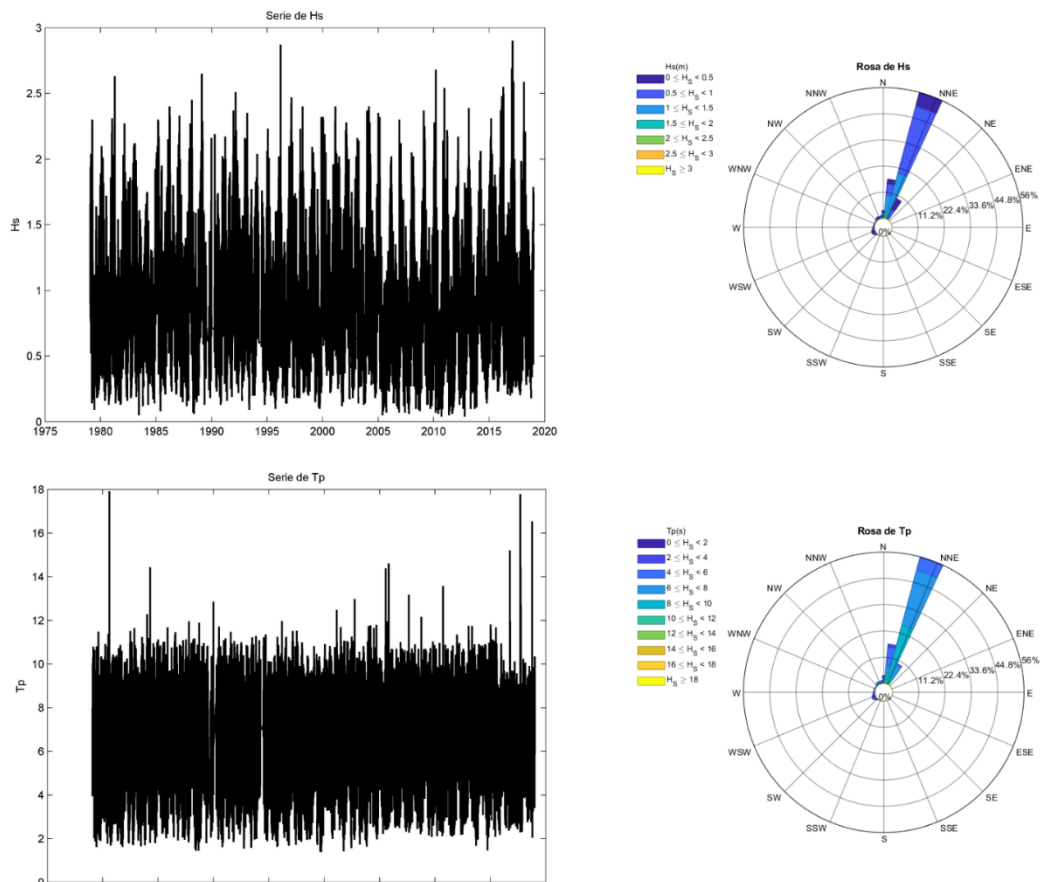 Serie de Hs
Hs
3
2.5
2
1.5
1
0.5
0
1975 1980 1985 1990 1995 2000 2005 2010 2015 2020
Hs(m)
0 ≤ H_S < 0.5
0.5 ≤ H_S < 1
1 ≤ H_S < 1.5
1.5 ≤ H_S < 2
2 ≤ H_S < 2.5
2.5 ≤ H_S < 3
H_S ≥ 3
Rosa de Hs
N
NNW NNE
NW NE
WNW ENE
11.2% 22.4% 33.6% 44.8% 56%
W 0% E
WSW ESE
SW SE
SSW SSE
S
Serie de Tp
Tp
18
16
14
12
10
8
6
4
2
0
Tp(s)
0 ≤ H_S < 2
2 ≤ H_S < 4
4 ≤ H_S < 6
6 ≤ H_S < 8
8 ≤ H_S < 10
10 ≤ H_S < 12
12 ≤ H_S < 14
14 ≤ H_S < 16
16 ≤ H_S < 18
H_S ≥ 18
Rosa de Tp
N
NNW NNE
NW NE
WNW ENE
11.2% 22.4% 33.6% 44.8% 56%
W 0% E
WSW ESE
SW SE
SSW SSE
S